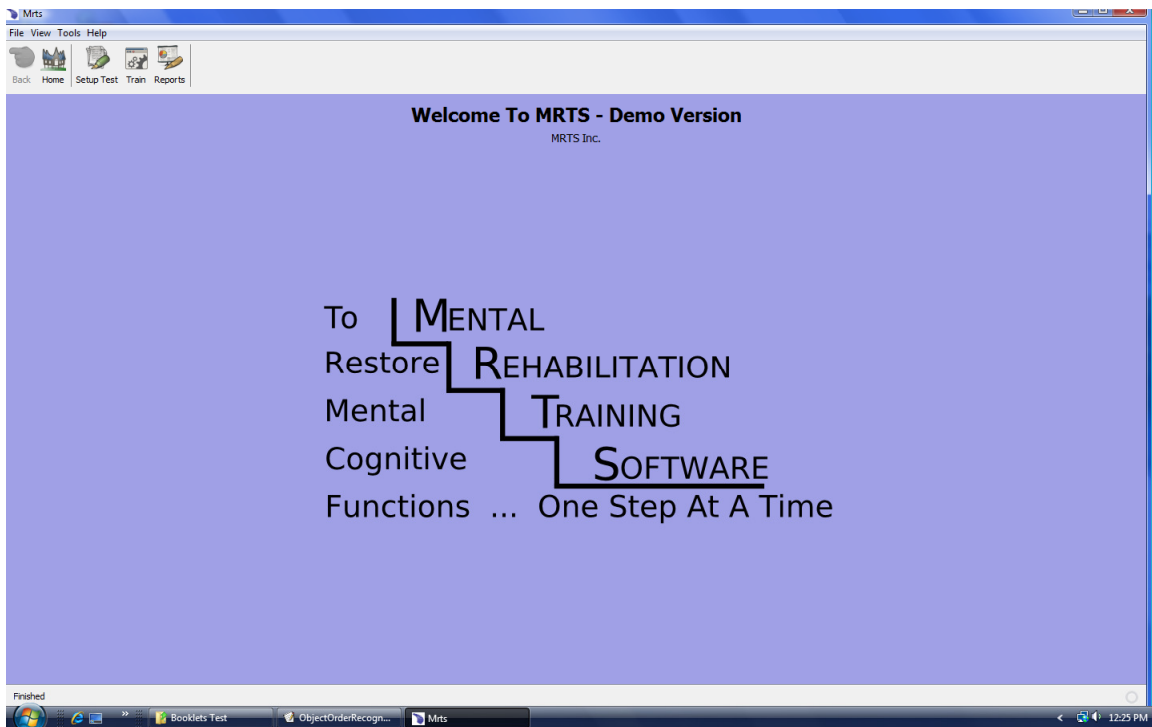 Mrts
File View Tools Help
Back Home Setup Test Train Reports
Welcome To MRTS - Demo Version
MRTS Inc.
To MENTAL
Restore REHABILITATION
Mental TRAINING
Cognitive SOFTWARE
Functions ... One Step At A Time
Finished
Booklets Test ObjectOrderRecogn... Mrts 12:25 PM